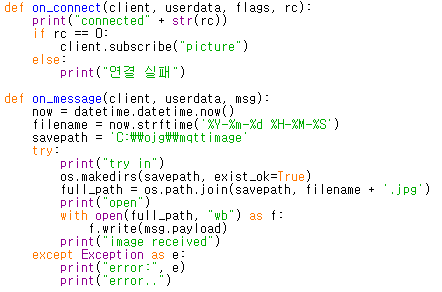 def on_connect(client, userdata, flags, rc):
    print("connected" + str(rc))
    if rc == 0:
        client.subscribe("picture")
    else:
        print("연결 실패")

def on_message(client, userdata, msg):
    now = datetime.datetime.now()
    filename = now.strftime('%Y-%m-%d %H-%M-%S')
    savepath = 'C:₩₩ojg₩₩mqttimage'
    try:
        print("try in")
        os.makedirs(savepath, exist_ok=True)
        full_path = os.path.join(savepath, filename + '.jpg')
        print("open")
        with open(full_path, "wb") as f:
            f.write(msg.payload)
        print("image received")
    except Exception as e:
        print("error:", e)
        print("error..")